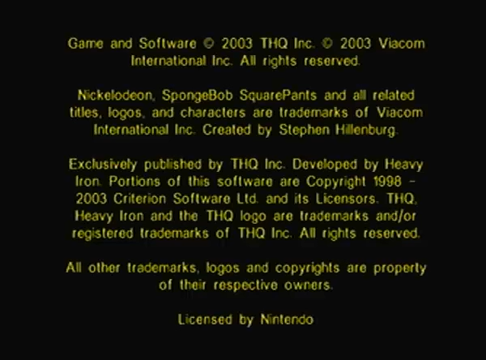 Game and Software © 2003 THQ Inc. © 2003 Viacom
International Inc. All rights reserved.
Nickelodeon, SpongeBob SquarePants and all related
titles, logos, and characters are trademarks of Viacom
International Inc. Created by Stephen Hillenburg.
Exclusively published by THQ Inc. Developed by Heavy
Iron. Portions of this software are Copyright 1998 -
2003 Criterion Software Ltd. and its Licensors. THQ,
Heavy Iron and the THQ logo are trademarks and/or
registered trademarks of THQ Inc. All rights reserved.
All other trademarks, logos and copyrights are property
of their respective owners.
Licensed by Nintendo